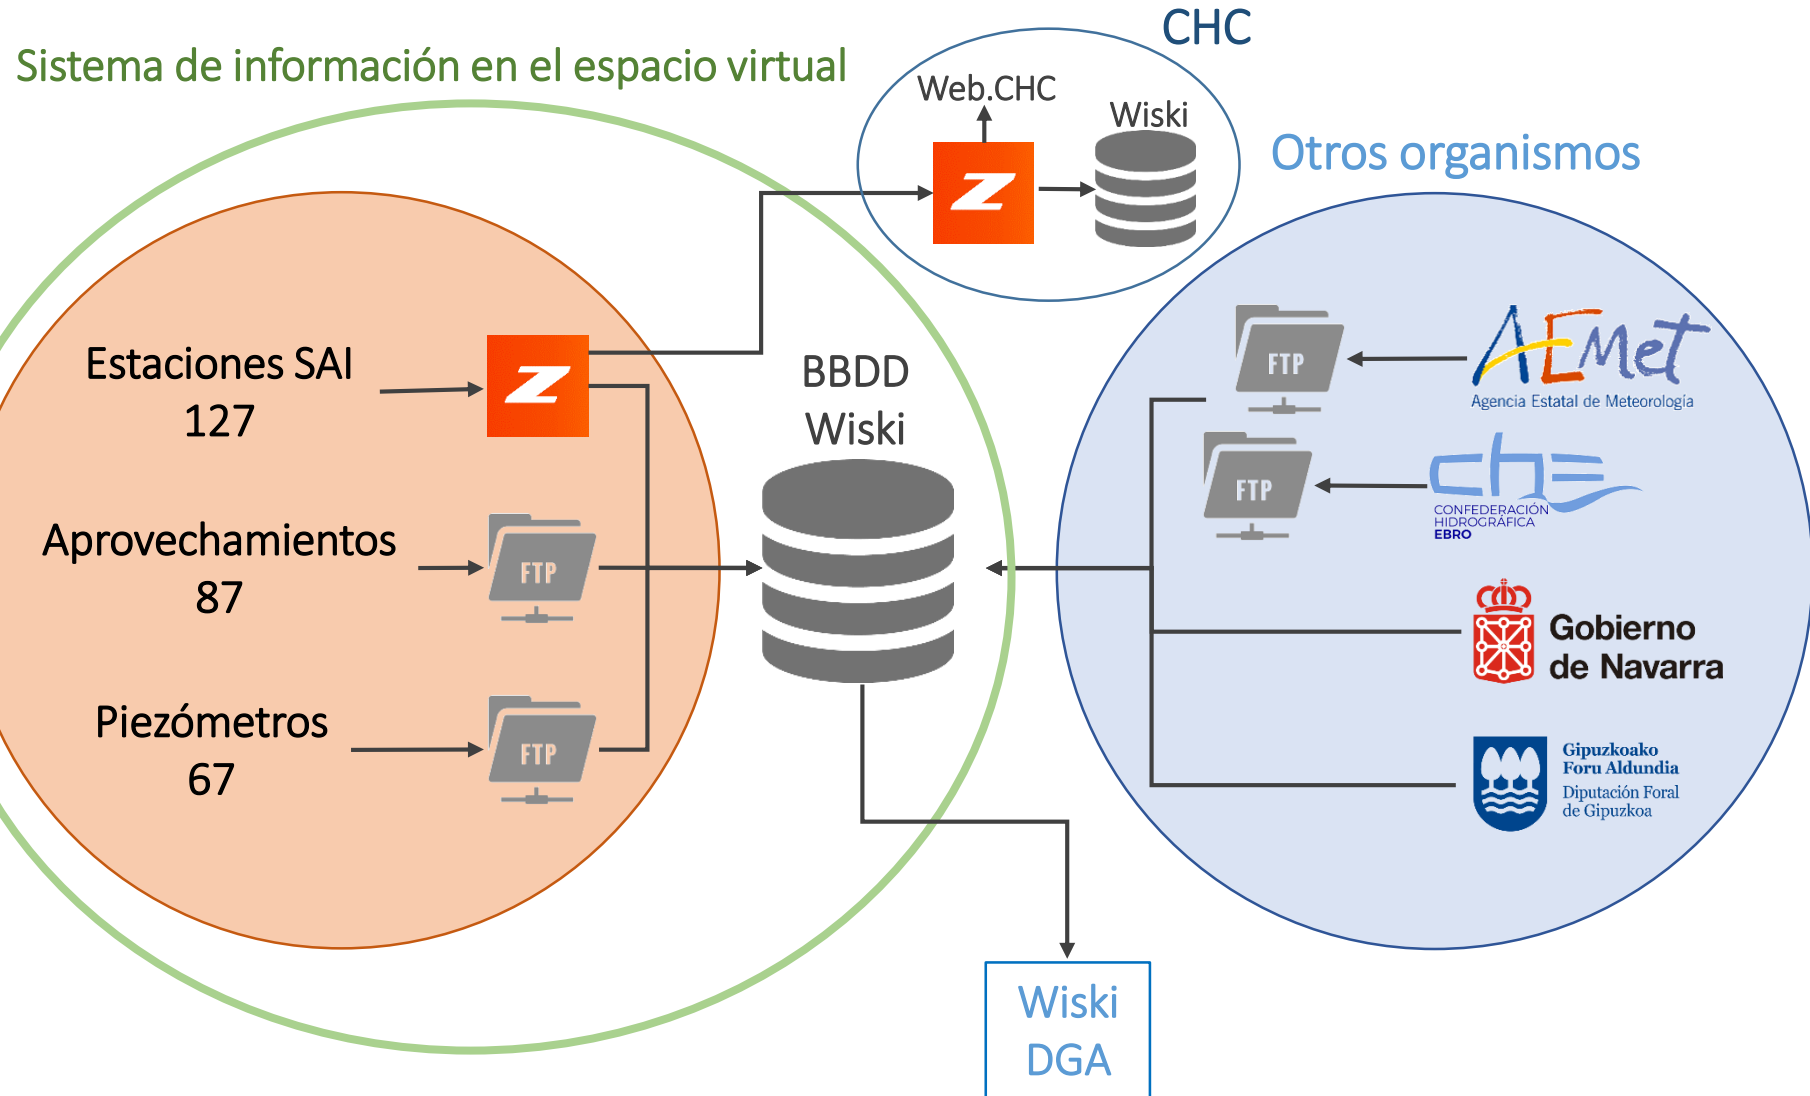 CHC
Sistema de información en el espacio virtual
Web.CHC
Wiski
Otros organismos
Z
Z
Estaciones SAI
127
Aprovechamientos
87
FTP
Piezómetros
67
FTP
BBDD
Wiski
FTP
AEMet
Agencia Estatal de Meteorología
FTP
che
CONFEDERACIÓN
HIDROGRÁFICA
EBRO
Gobierno
de Navarra
Gipuzkoako
Foru Aldundia
Diputación Foral
de Gipuzkoa
Wiski
DGA